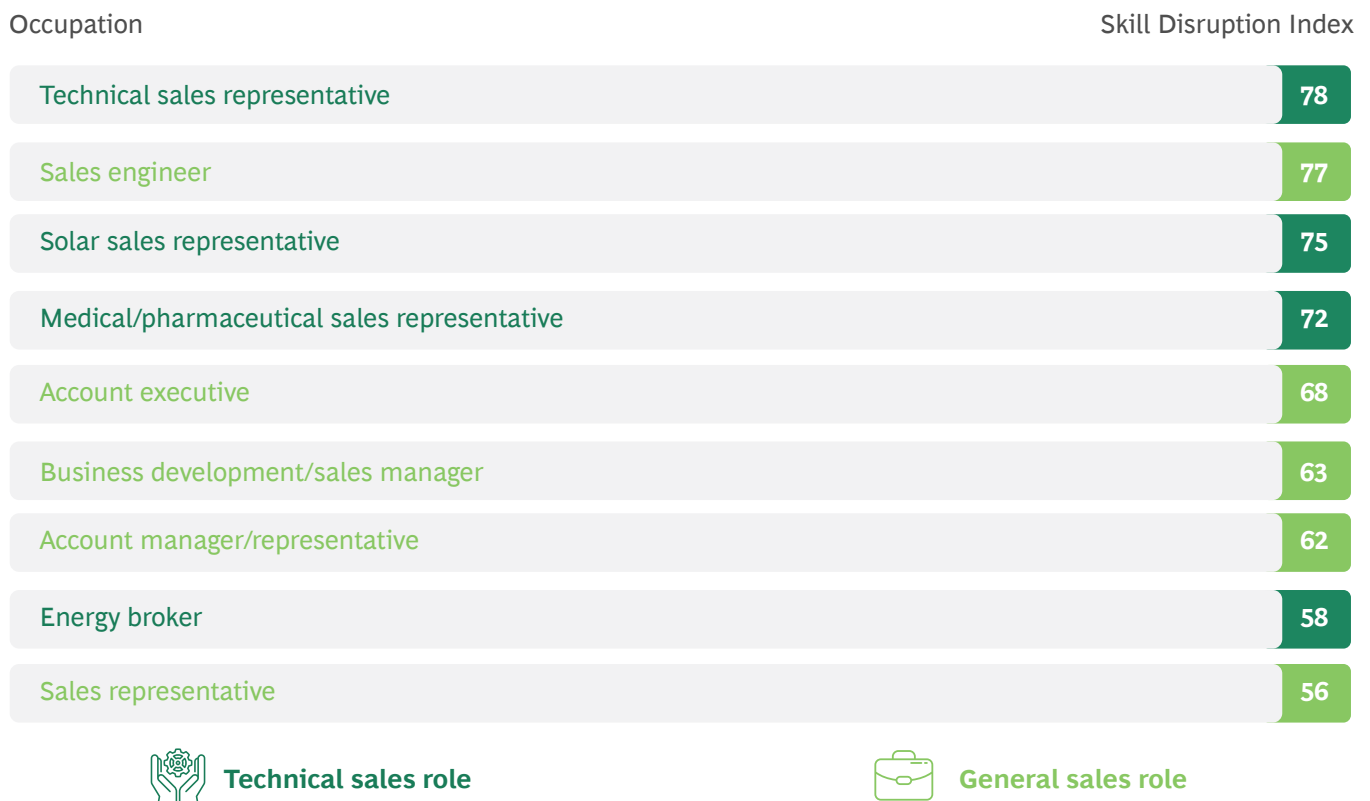 Occupation Skill Disruption Index
Technical sales representative 78
Sales engineer 77
Solar sales representative 75
Medical/pharmaceutical sales representative 72
Account executive 68
Business development/sales manager 63
Account manager/representative 62
Energy broker 58
Sales representative 56
Technical sales role General sales role